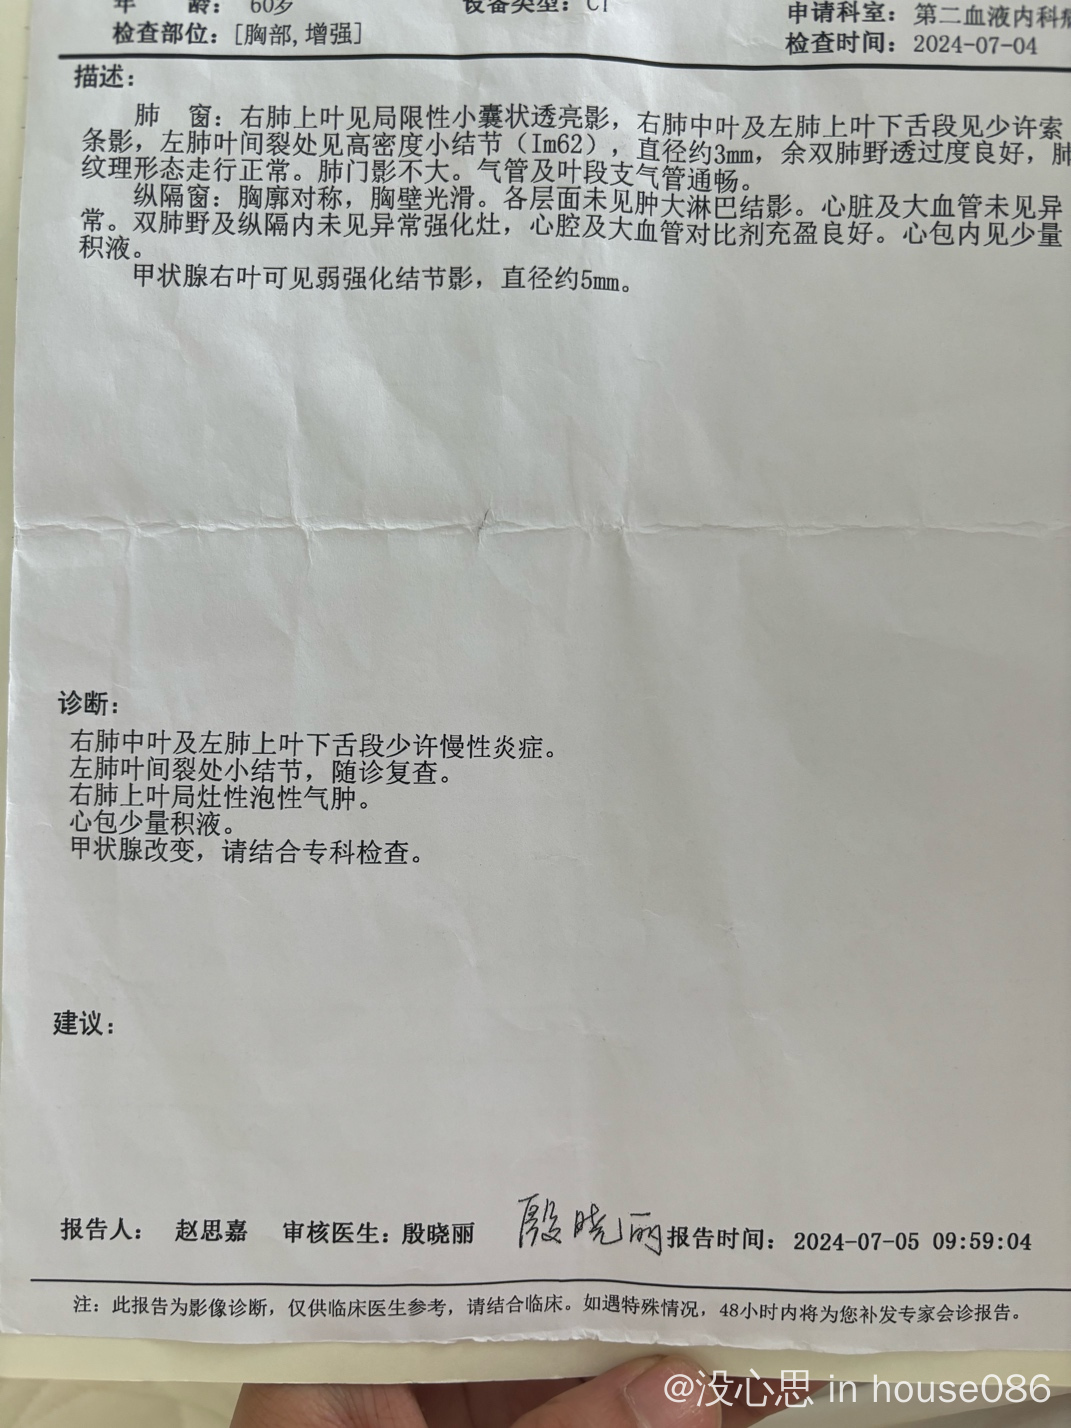 年 龄: 60岁 设备类型: CT 申请科室: 第二血液内科
检查部位: [胸部,增强] 检查时间: 2024-07-04
描述:
肺 窗: 右肺上叶见局限性小囊状透亮影, 右肺中叶及左肺上叶下舌段见少许索
条影, 左肺叶间裂处见高密度小结节 (Im62), 直径约3mm, 余双肺野透过度良好, 肺
纹理形态走行正常。肺门影不大。气管及叶段支气管通畅。
纵隔窗: 胸廓对称, 胸壁光滑。各层面未见肿大淋巴结影。心脏及大血管未见异
常。双肺野及纵隔内未见异常强化灶, 心腔及大血管对比剂充盈良好。心包内见少量
积液。
甲状腺右叶可见弱强化结节影, 直径约5mm。
诊断:
右肺中叶及左肺上叶下舌段少许慢性炎症。
左肺叶间裂处小结节, 随诊复查。
右肺上叶局灶性泡性气肿。
心包少量积液。
甲状腺改变, 请结合专科检查。
建议:
报告人: 赵思嘉 审核医生: 殷晓丽 殷晓丽 报告时间: 2024-07-05 09:59:04
注: 此报告为影像诊断, 仅供临床医生参考, 请结合临床。如遇特殊情况, 48小时内将为您补发专家会诊报告。
@没心思 in house086